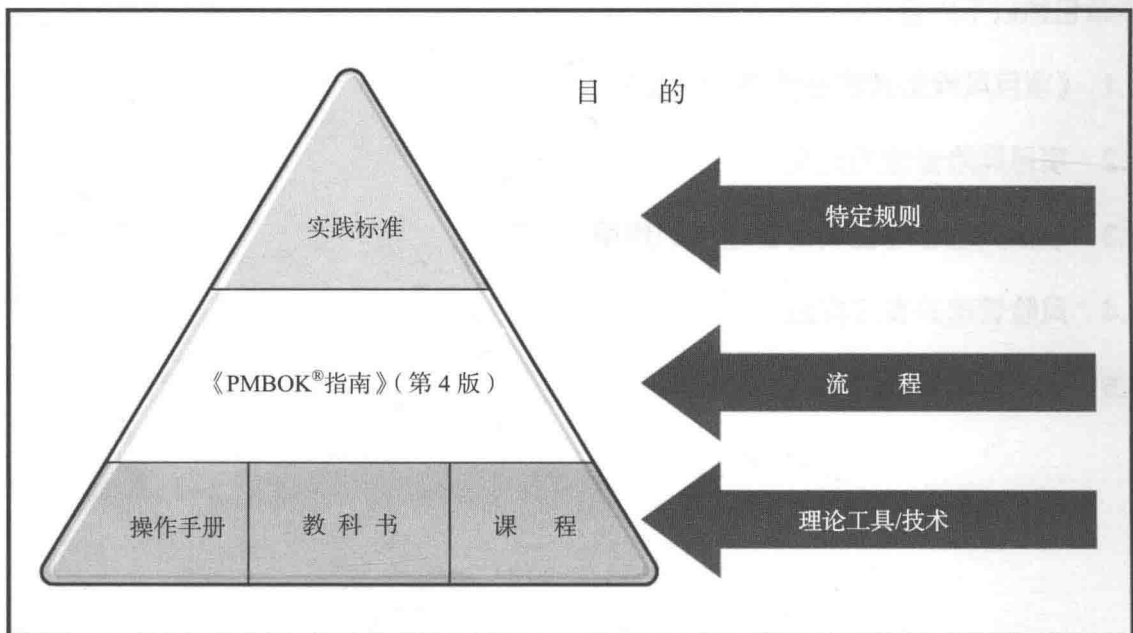 目 的
实践标准
特定规则
《PMBOK®指南》(第4版)
流 程
操作手册
教科书
课 程
理论工具/技术